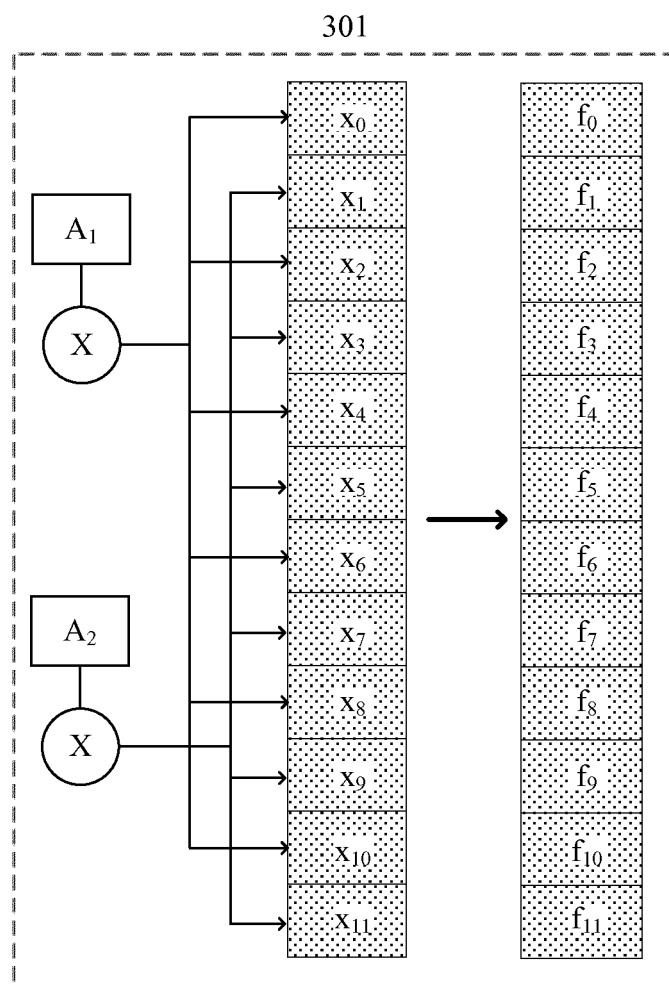 301
A₁
X
A₂
X
x₀ f₀
x₁ f₁
x₂ f₂
x₃ f₃
x₄ f₄
x₅ f₅
x₆ f₆
x₇ f₇
x₈ f₈
x₉ f₉
x₁₀ f₁₀
x₁₁ f₁₁